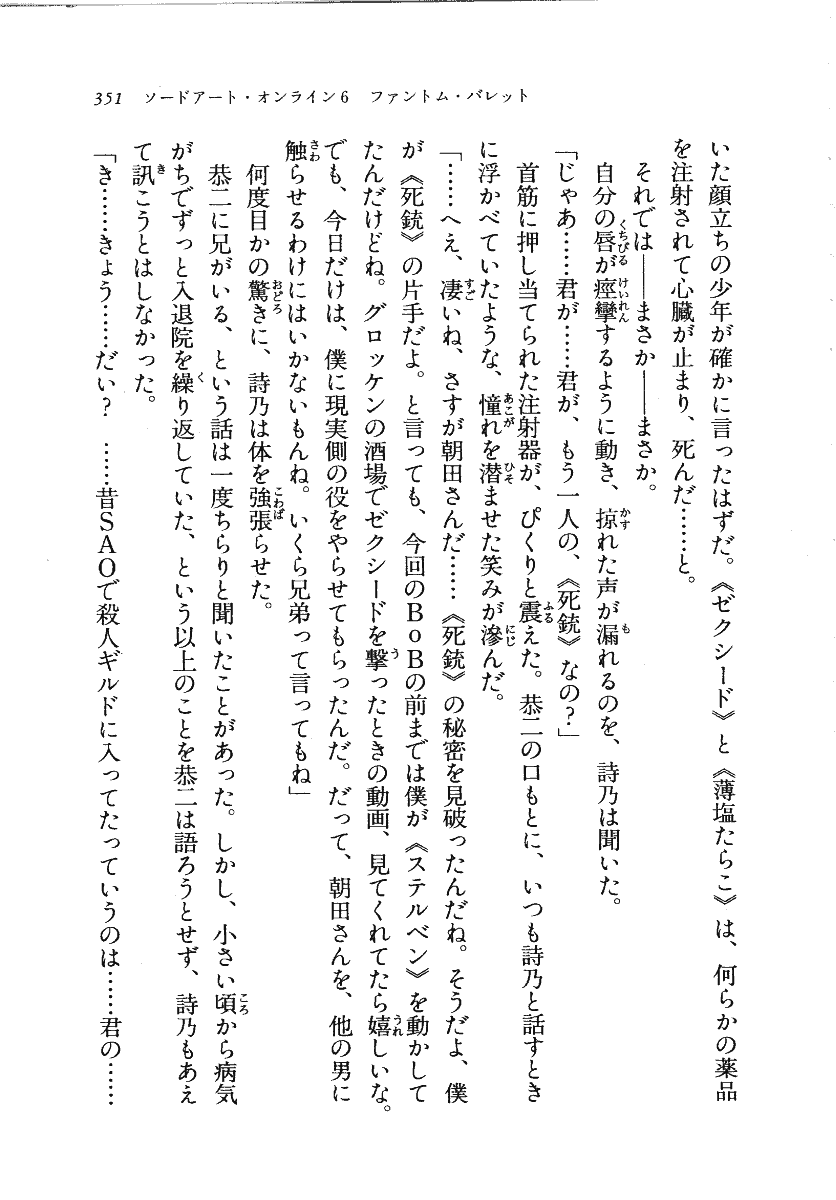 351　ソードアート・オンライン6　ファントム・バレット
いた顔立ちの少年が確かに言ったはずだ。《ゼクシード》と《薄塩たらこ》は、何らかの薬品
を注射されて心臓が止まり、死んだ……と。
　それでは――まさか――まさか。
　自分の唇が痙攣するように動き、掠れた声が漏れるのを、詩乃は聞いた。
「じゃあ……君が……君が、もう一人の、《死銃》なの？」
　首筋に押し当てられた注射器が、ぴくりと震えた。恭二の口もとに、いつも詩乃と話すとき
に浮かべていたような、憧れを潜ませた笑みが滲んだ。
「……へえ、凄いね、さすが朝田さんだ……《死銃》の秘密を見破ったんだね。そうだよ、僕
が《死銃》の片手だよ。と言っても、今回のBoBの前までは僕が《ステルベン》を動かして
たんだけどね。グロッケンの酒場でゼクシードを撃ったときの動画、見てくれてたら嬉しいな。
でも、今日だけは、僕に現実側の役をやらせてもらったんだ。だって、朝田さんを、他の男に
触らせるわけにはいかないもんね。いくら兄弟って言ってもね」
　何度目かの驚きに、詩乃は体を強張らせた。
　恭二に兄がいる、という話は一度ちらりと聞いたことがあった。しかし、小さい頃から病気
がちでずっと入退院を繰り返していた、という以上のことを恭二は語ろうとせず、詩乃もあえ
て訊こうとはしなかった。
「き……きょう……だい？　……昔SAOで殺人ギルドに入ってたっていうのは……君の……